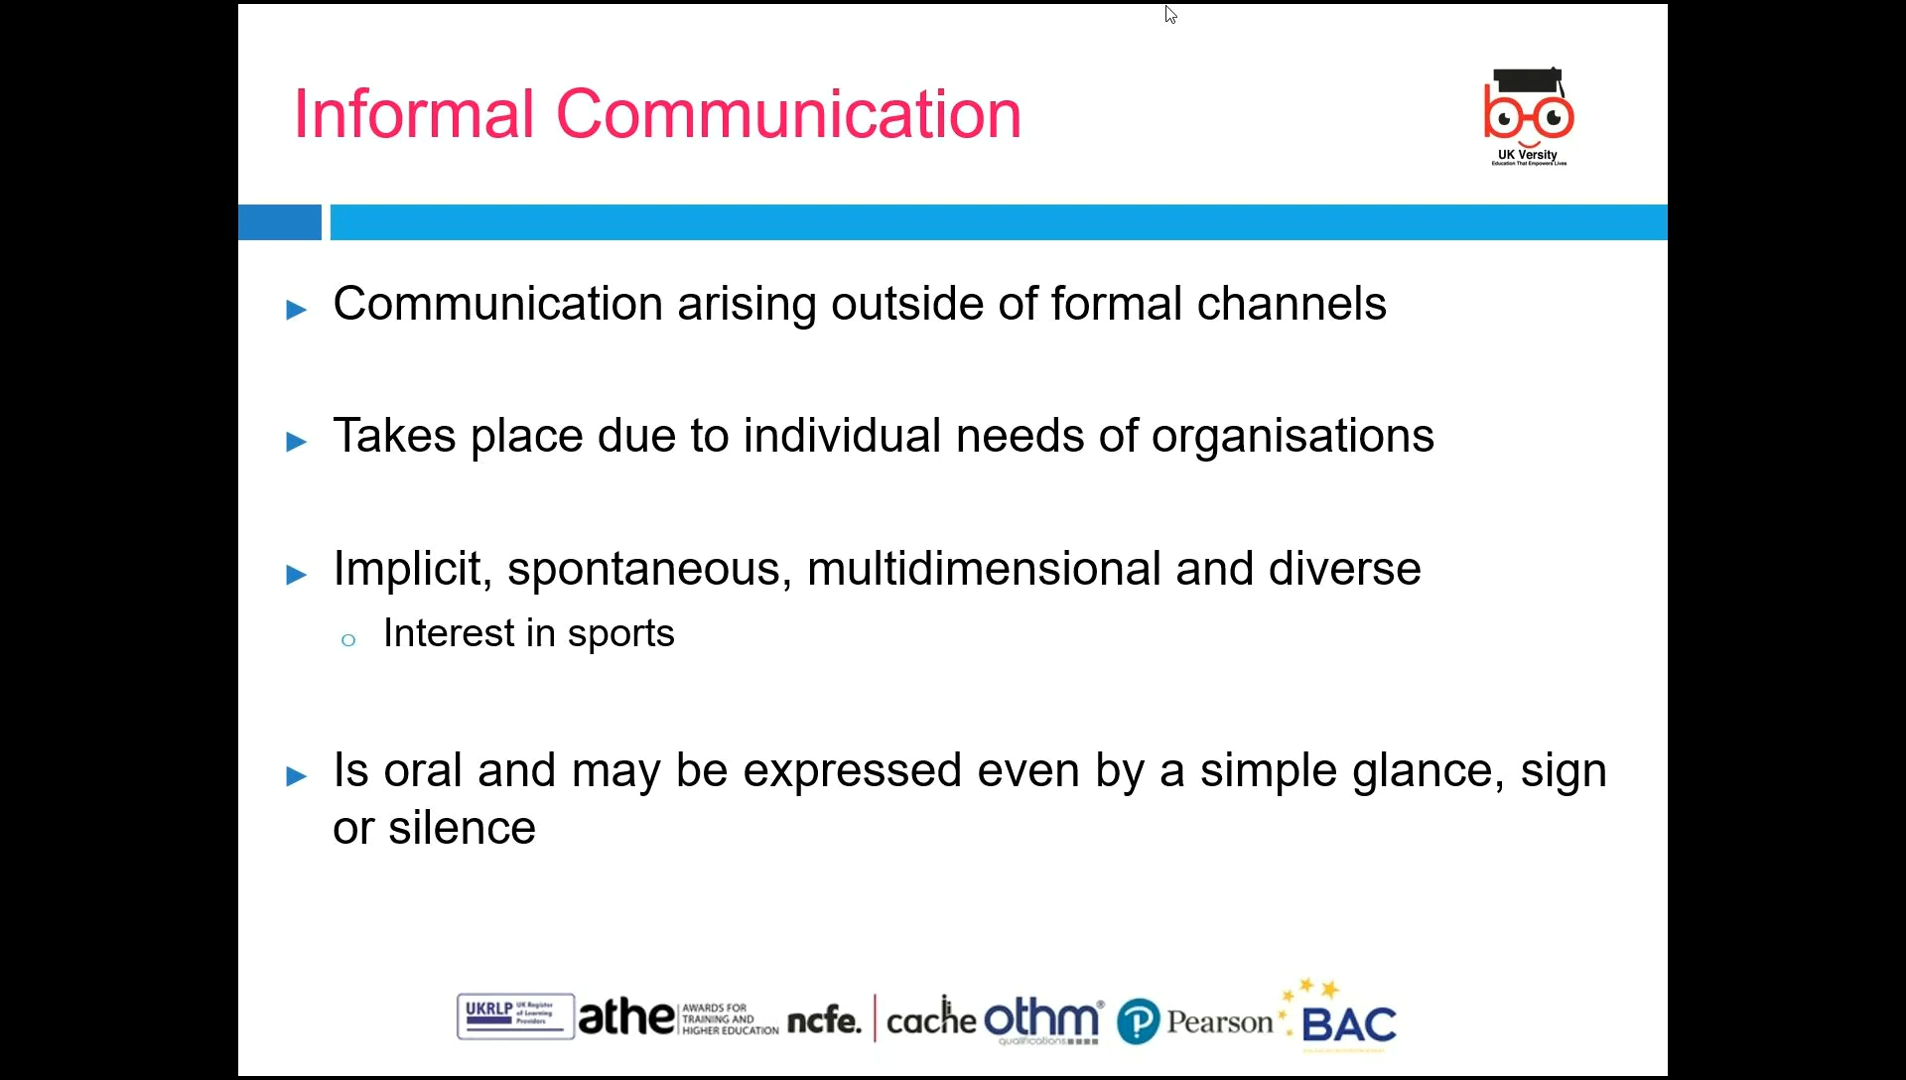 Informal Communication
UK Versity
Education That Empowers Lives
Communication arising outside of formal channels
Takes place due to individual needs of organisations
Implicit, spontaneous, multidimensional and diverse
Interest in sports
Is oral and may be expressed even by a simple glance, sign
or silence
UKRLP UK Register of Learning Providers
athe AWARDS FOR TRAINING AND HIGHER EDUCATION
ncfe. cache
othm® qualifications
Pearson
BAC